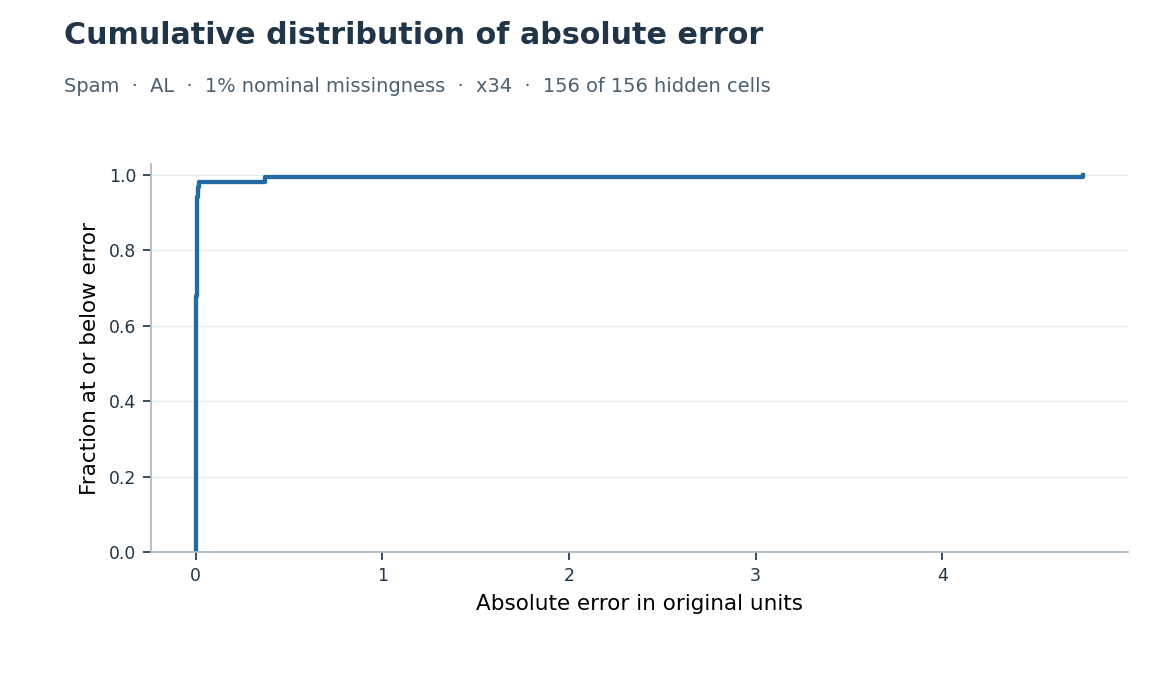 Cumulative distribution of absolute error
Spam · AL · 1% nominal missingness · x34 · 156 of 156 hidden cells
1.0
0.8
0.6
0.4
0.2
0.0
Fraction at or below error
0 1 2 3 4
Absolute error in original units